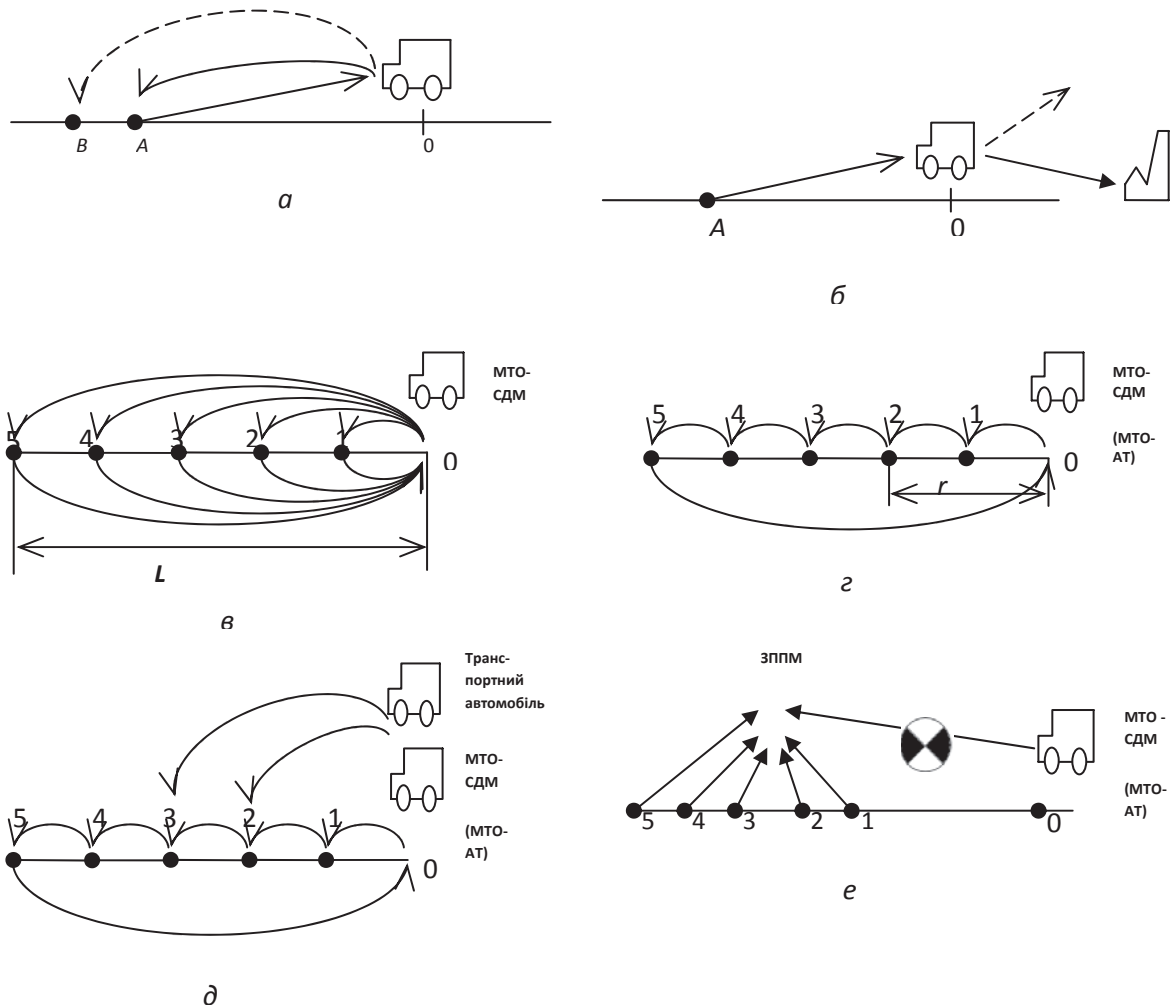 B
A
0
а
A
0
б
МТО-
СДМ
5
4
3
2
1
0
L
в
МТО-
СДМ
5
4
3
2
1
(МТО-
АТ)
0
r
г
Транс-
портний
автомобіль
МТО-
СДМ
5
4
3
2
1
(МТО-
АТ)
0
д
ЗППМ
МТО -
СДМ
(МТО-
АТ)
5
4
3
2
1
0
е